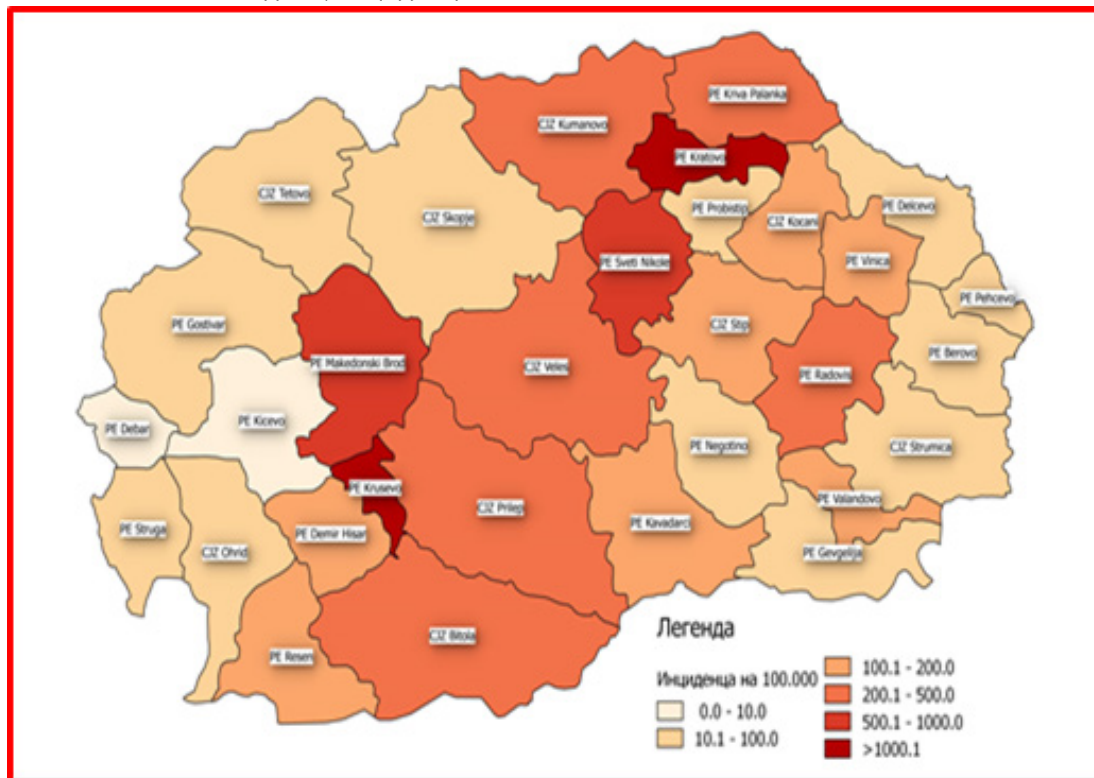 PE Kriva Palanka
CJZ Kumanovo
PE Kratovo
CJZ Tetovo
PE Probistip
PE Delcevo
CJZ Skopje
CJZ Kocani
PE Sveti Nikole
PE Vinica
PE Pehcevo
PE Gostivar
CJZ Stip
PE Berovo
PE Makedonski Brod
CJZ Veles
PE Radovis
PE Kicevo
PE Debar
PE Negotino
CJZ Strumica
PE Krusevo
PE Valandovo
CJZ Prilep
PE Struga
PE Demir Hisar
PE Kavadarci
CJZ Ohrid
PE Gevgelija
CJZ Bitola
PE Resen
Легенда
Инциденца на 100.000
0.0 - 10.0
10.1 - 100.0
100.1 - 200.0
200.1 - 500.0
500.1 - 1000.0
>1000.1